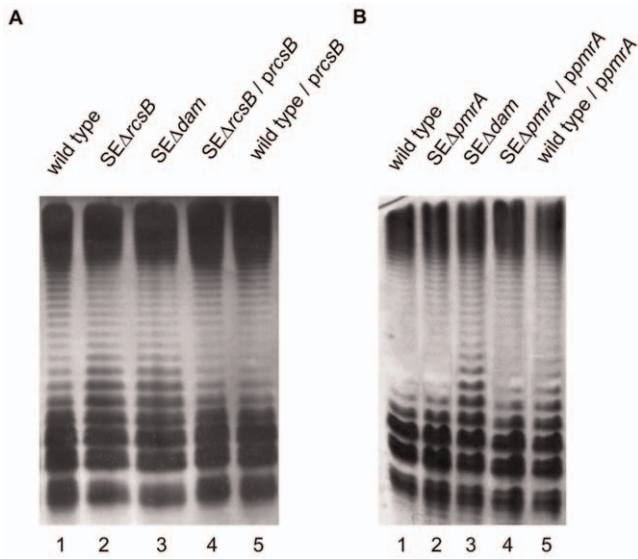 A
wild type
SEΔrcsB
SEΔdam
SEΔrcsB / prcsB
wild type / prcsB
1 2 3 4 5
B
wild type
SEΔpmrA
SEΔdam
SEΔpmrA / ppmrA
wild type / ppmrA
1 2 3 4 5